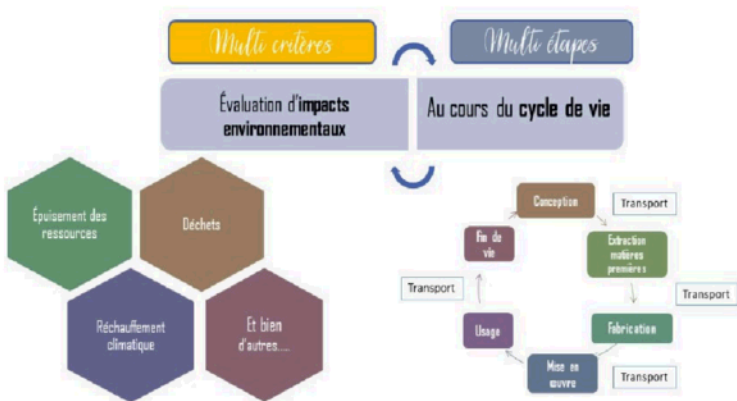 Multi critères
Multi étapes
Évaluation d'impacts
environnementaux
Au cours du cycle de vie
Épuisement des
ressources
Déchets
Réchauffement
climatique
Et bien
d'autres....
Conception
Transport
Extraction
matières
premières
Transport
Fabrication
Transport
Mise en
œuvre
Usage
Transport
Fin de
vie